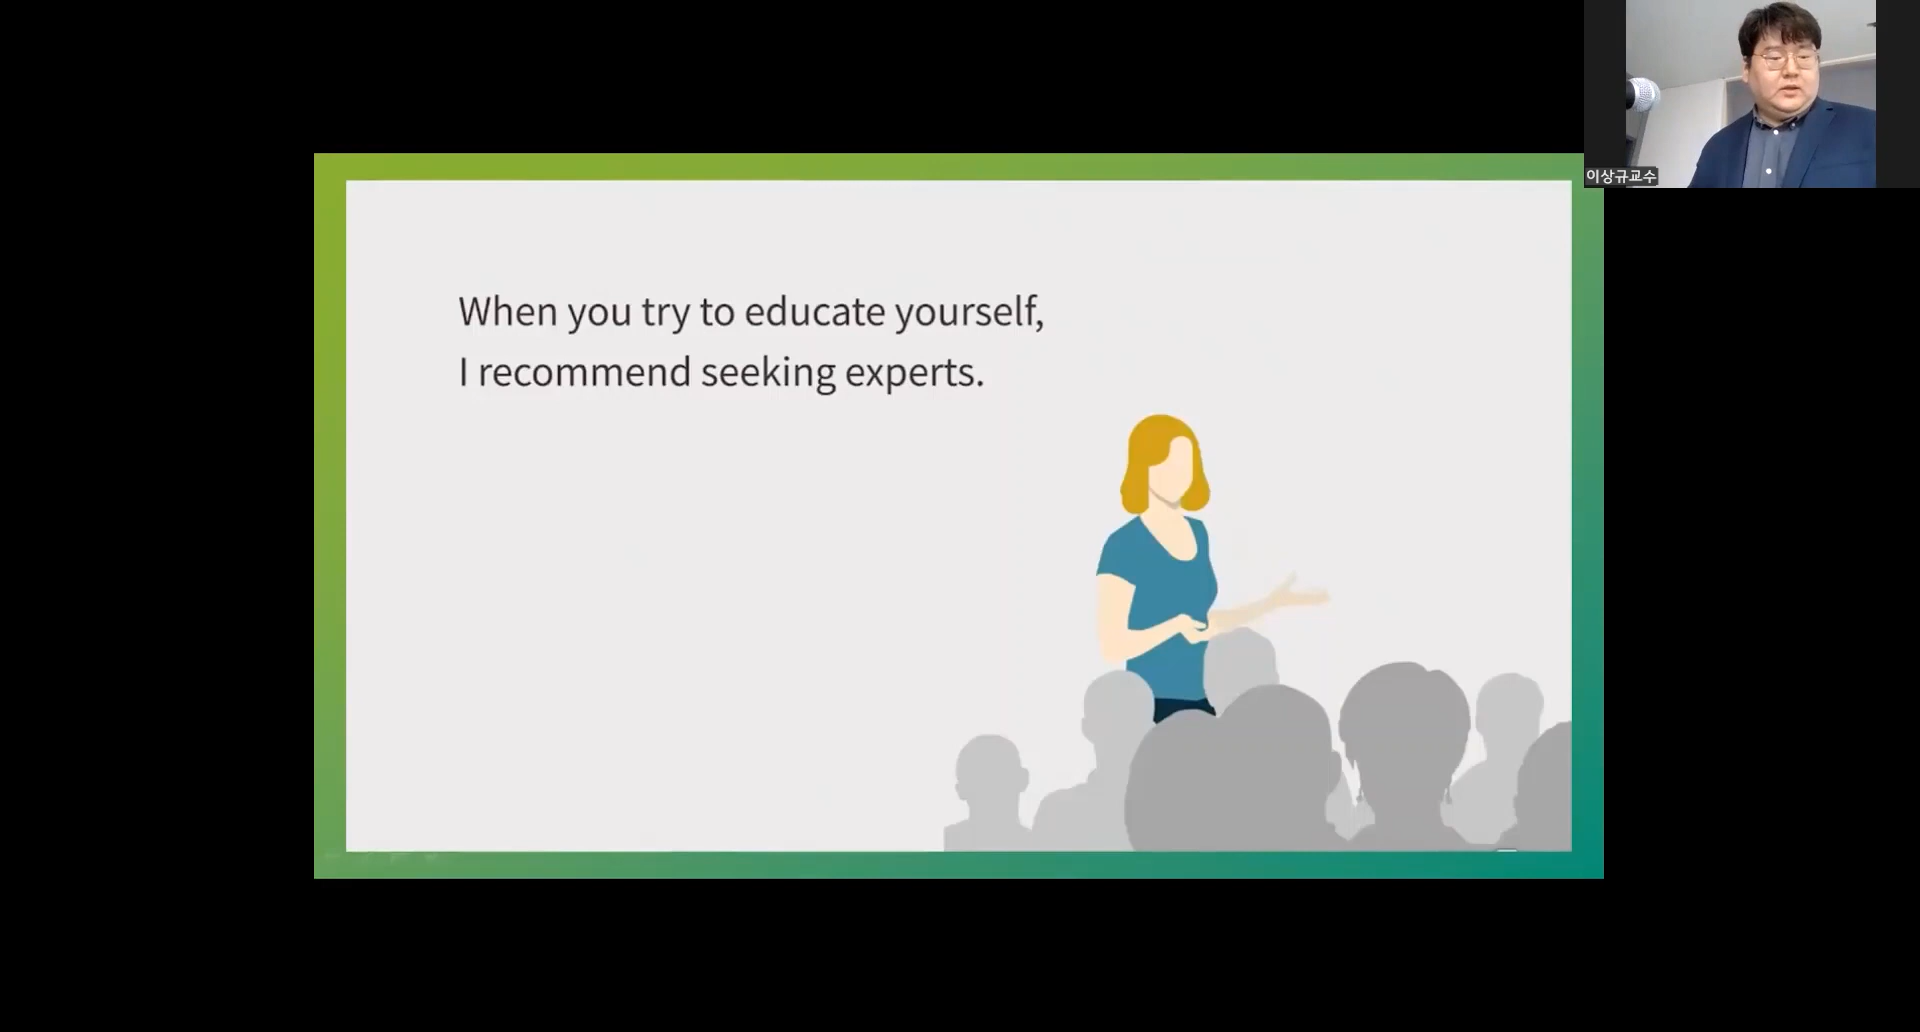 When you try to educate yourself,
I recommend seeking experts.
이상규교수